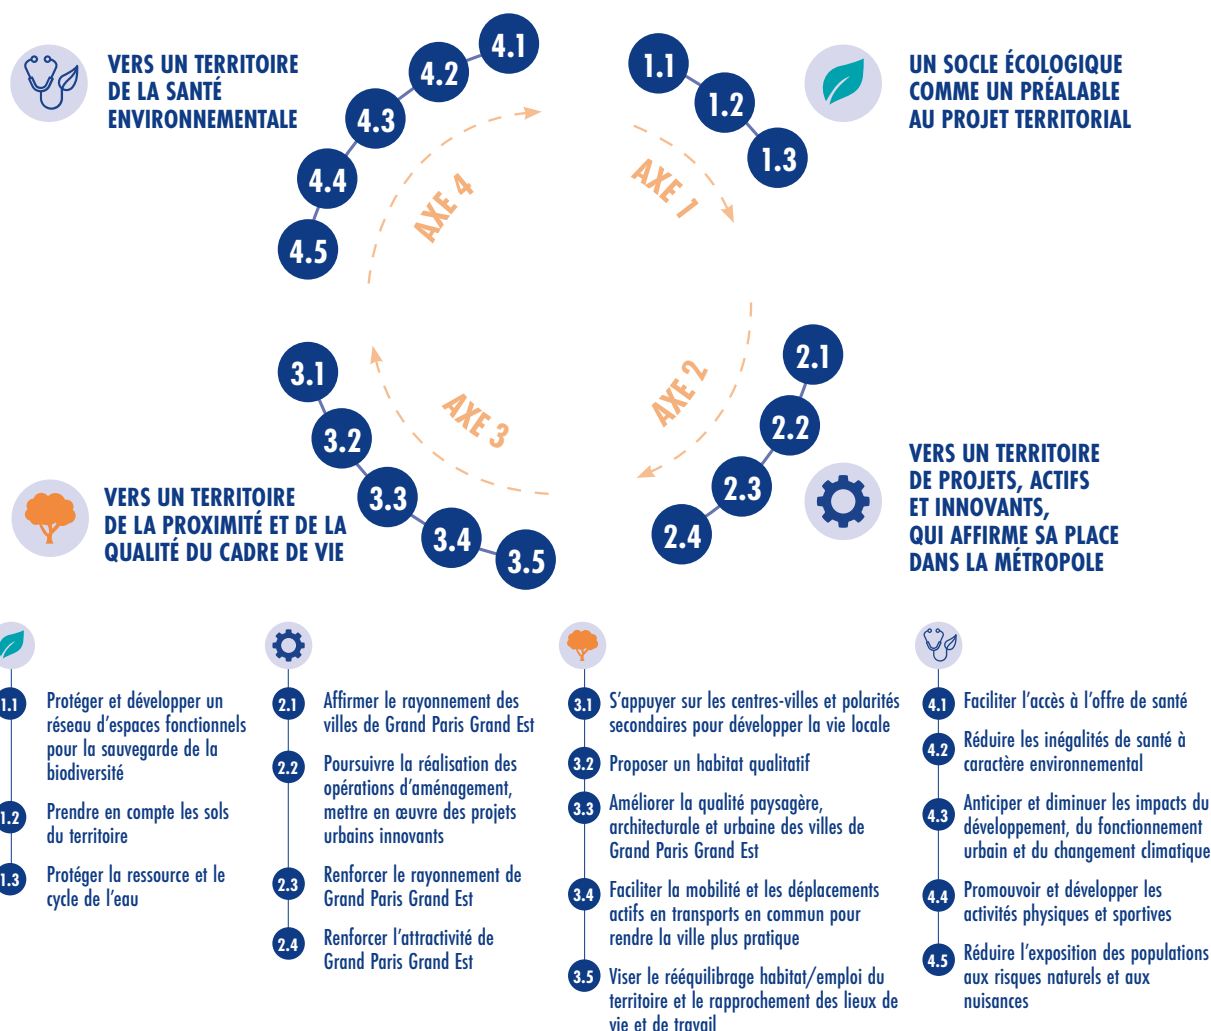 VERS UN TERRITOIRE
DE LA SANTÉ
ENVIRONNEMENTALE
4.1
4.2
4.3
4.4
4.5
AXE 4
1.1
1.2
1.3
AXE 1
UN SOCLE ÉCOLOGIQUE
COMME UN PRÉALABLE
AU PROJET TERRITORIAL
3.1
3.2
3.3
3.4
3.5
AXE 3
VERS UN TERRITOIRE
DE LA PROXIMITÉ ET DE LA
QUALITÉ DU CADRE DE VIE
2.1
2.2
2.3
2.4
AXE 2
VERS UN TERRITOIRE
DE PROJETS, ACTIFS
ET INNOVANTS,
QUI AFFIRME SA PLACE
DANS LA MÉTROPOLE
1.1
Protéger et développer un
réseau d'espaces fonctionnels
pour la sauvegarde de la
biodiversité
1.2
Prendre en compte les sols
du territoire
1.3
Protéger la ressource et le
cycle de l'eau
2.1
Affirmer le rayonnement des
villes de Grand Paris Grand Est
2.2
Poursuivre la réalisation des
opérations d'aménagement,
mettre en œuvre des projets
urbains innovants
2.3
Renforcer le rayonnement de
Grand Paris Grand Est
2.4
Renforcer l'attractivité de
Grand Paris Grand Est
3.1
S'appuyer sur les centres-villes et polarités
secondaires pour développer la vie locale
3.2
Proposer un habitat qualitatif
3.3
Améliorer la qualité paysagère,
architecturale et urbaine des villes de
Grand Paris Grand Est
3.4
Faciliter la mobilité et les déplacements
actifs en transports en commun pour
rendre la ville plus pratique
3.5
Viser le rééquilibrage habitat/emploi du
territoire et le rapprochement des lieux de
vie et de travail
4.1
Faciliter l'accès à l'offre de santé
4.2
Réduire les inégalités de santé à
caractère environnemental
4.3
Anticiper et diminuer les impacts du
développement, du fonctionnement
urbain et du changement climatique
4.4
Promouvoir et développer les
activités physiques et sportives
4.5
Réduire l'exposition des populations
aux risques naturels et aux
nuisances